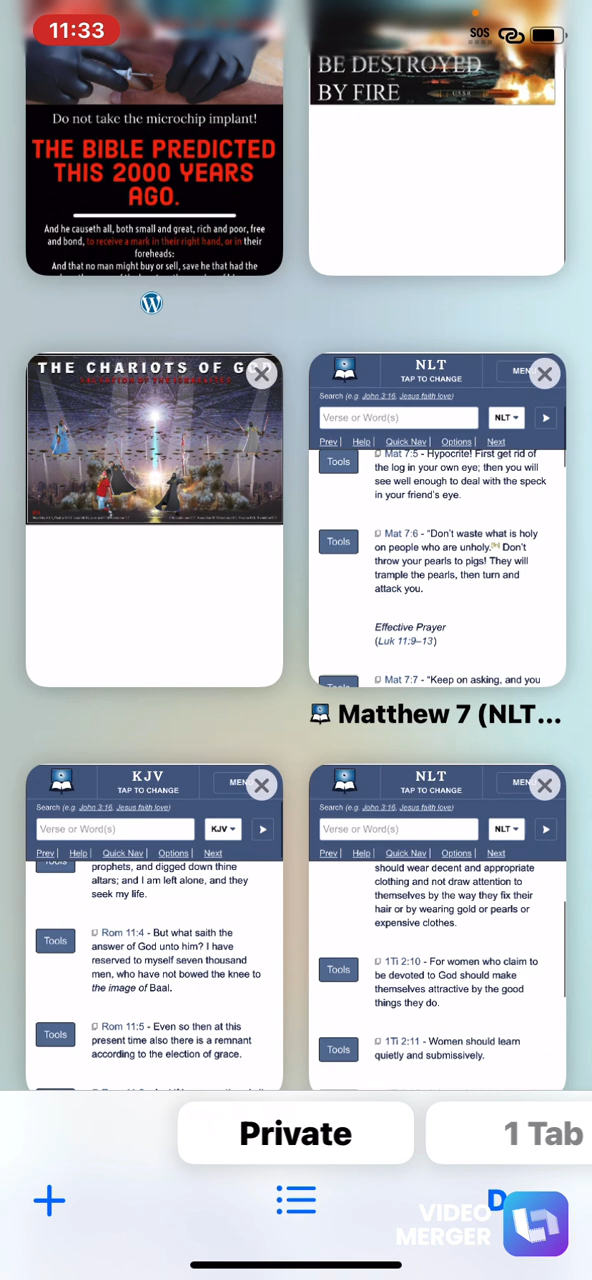 11:33
SOS
BE DESTROYED
BY FIRE
Do not take the microchip implant!
THE BIBLE PREDICTED
THIS 2000 YEARS
AGO.
And he causeth all, both small and great, rich and poor, free
and bond, to receive a mark in their right hand, or in their
foreheads:
And that no man might buy or sell, save he that had the
THE CHARIOTS OF G
NLT
TAP TO CHANGE
MEN
Search (e.g. John 3:16, Jesus faith love)
Verse or Word(s)
NLT
Prev | Help | Quick Nav | Options | Next
Tools
Mat 7:5 - Hypocrite! First get rid of
the log in your own eye; then you will
see well enough to deal with the speck
in your friend's eye.
Tools
Mat 7:6 - "Don't waste what is holy
on people who are unholy.[fn] Don't
throw your pearls to pigs! They will
trample the pearls, then turn and
attack you.
Effective Prayer
(Luk 11:9–13)
Tools
Mat 7:7 - "Keep on asking, and you
Matthew 7 (NLT...
KJV
TAP TO CHANGE
MEN
Search (e.g. John 3:16, Jesus faith love)
Verse or Word(s)
KJV
Prev | Help | Quick Nav | Options | Next
Tools
prophets, and digged down thine
altars; and I am left alone, and they
seek my life.
Tools
Rom 11:4 - But what saith the
answer of God unto him? I have
reserved to myself seven thousand
men, who have not bowed the knee to
the image of Baal.
Tools
Rom 11:5 - Even so then at this
present time also there is a remnant
according to the election of grace.
NLT
TAP TO CHANGE
MEN
Search (e.g. John 3:16, Jesus faith love)
Verse or Word(s)
NLT
Prev | Help | Quick Nav | Options | Next
should wear decent and appropriate
clothing and not draw attention to
themselves by the way they fix their
hair or by wearing gold or pearls or
expensive clothes.
Tools
1Ti 2:10 - For women who claim to
be devoted to God should make
themselves attractive by the good
things they do.
Tools
1Ti 2:11 - Women should learn
quietly and submissively.
Private
1 Tab
D
VIDEO
MERGER